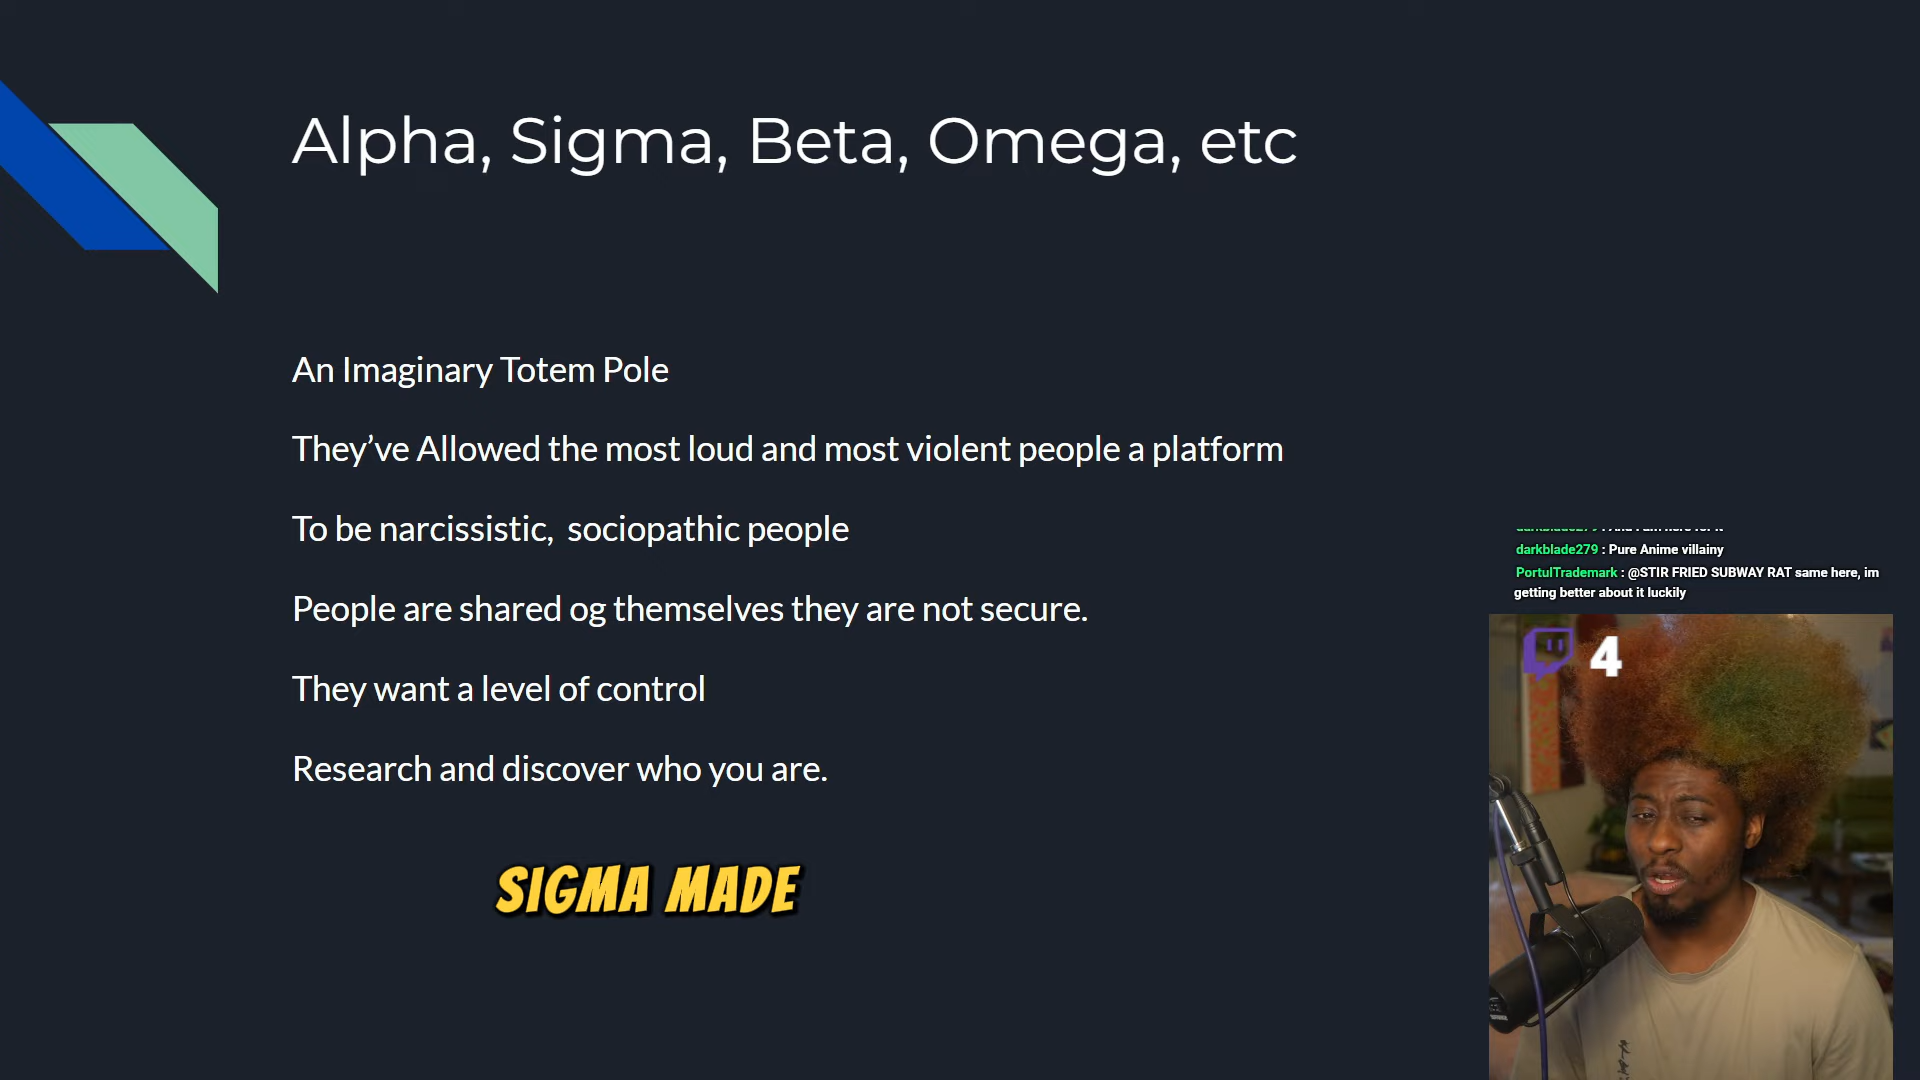 Alpha, Sigma, Beta, Omega, etc
An Imaginary Totem Pole
They’ve Allowed the most loud and most violent people a platform
To be narcissistic,  sociopathic people
People are shared og themselves they are not secure.
They want a level of control
Research and discover who you are.
SIGMA MADE
darkblade279 : Pure Anime villainy
PortulTrademark : @STIR FRIED SUBWAY RAT same here, im
getting better about it luckily
4